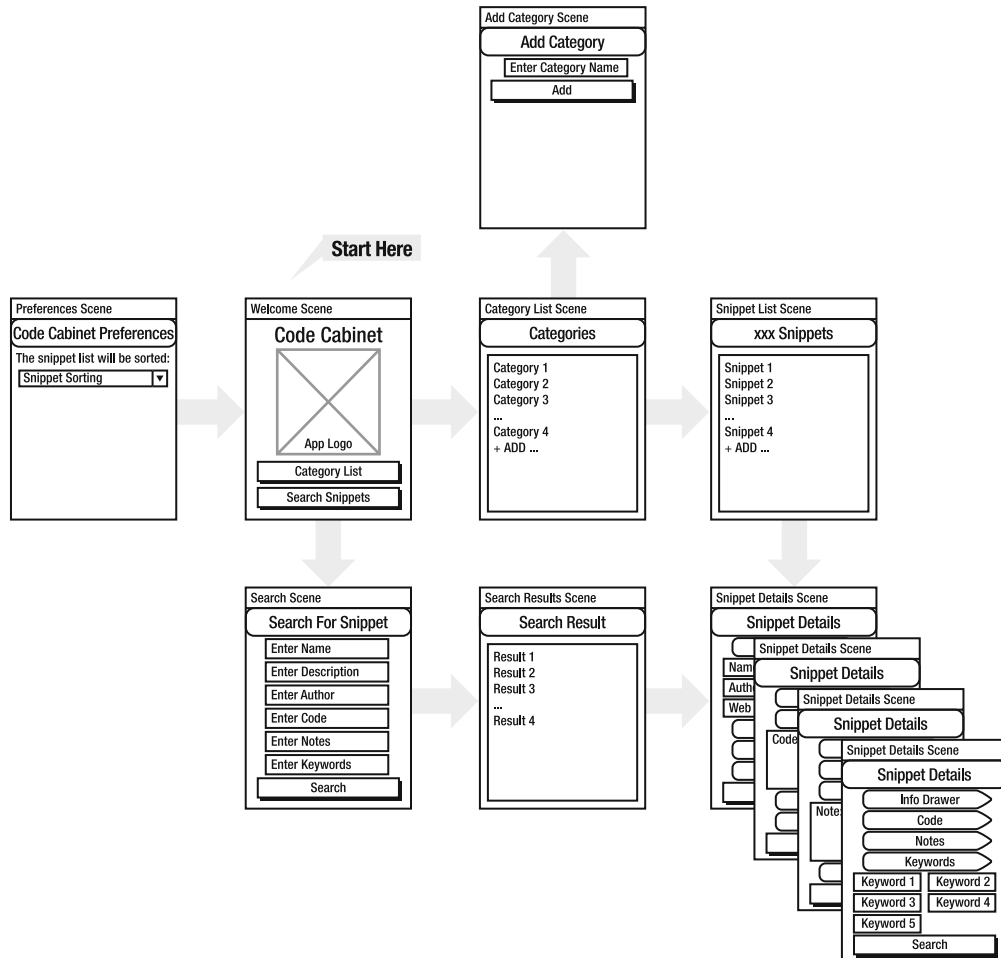 Add Category Scene
Add Category
Enter Category Name
Add
Start Here
Preferences Scene
Code Cabinet Preferences
The snippet list will be sorted:
Snippet Sorting
Welcome Scene
Code Cabinet
App Logo
Category List
Search Snippets
Category List Scene
Categories
Category 1
Category 2
Category 3
...
Category 4
+ ADD ...
Snippet List Scene
xxx Snippets
Snippet 1
Snippet 2
Snippet 3
...
Snippet 4
+ ADD ...
Search Scene
Search For Snippet
Enter Name
Enter Description
Enter Author
Enter Code
Enter Notes
Enter Keywords
Search
Search Results Scene
Search Result
Result 1
Result 2
Result 3
...
Result 4
Snippet Details Scene
Snippet Details
Nam
Autho
Web
Snippet Details Scene
Snippet Details
Code
Snippet Details Scene
Snippet Details
Note
Snippet Details Scene
Snippet Details
Info Drawer
Code
Notes
Keywords
Keyword 1 Keyword 2
Keyword 3 Keyword 4
Keyword 5
Search